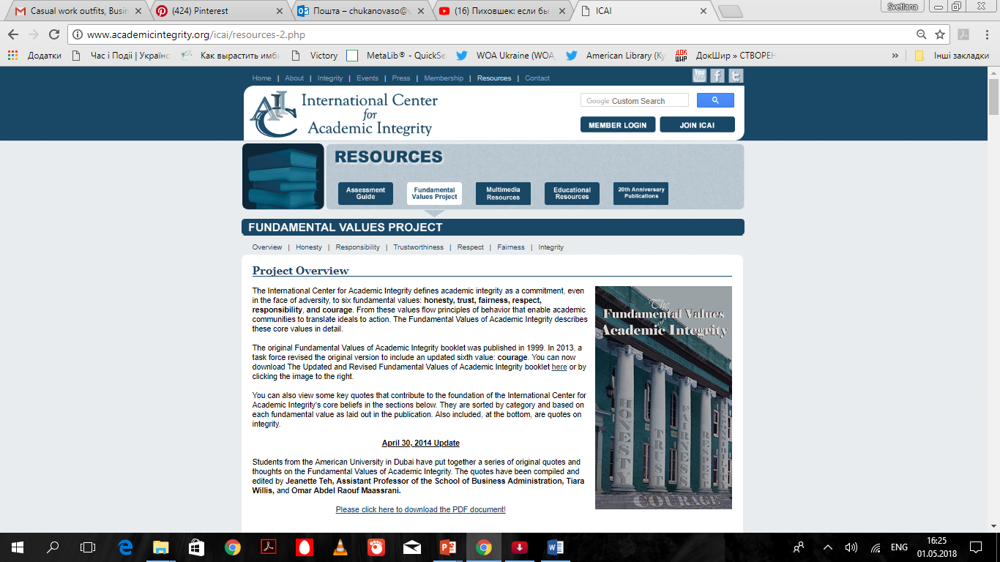 Casual work outfits, Busin
(424) Pinterest
Пошта – chukanovaso@u
(16) Пиховшек: если бы
ICAI
Svetlana
www.academicintegrity.org/icai/resources-2.php
Додатки
Час і Події | Українс
Как вырастить имби
Victory
MetaLib® - QuickSe
WOA Ukraine (WOA_
American Library (Ky
ДОК ШИР
ДокШир » СТВОРЕН
»
Інші закладки
Home | About | Integrity | Events | Press | Membership | Resources | Contact
You Tube
AIC
International Center
for
Academic Integrity
Google Custom Search
MEMBER LOGIN
JOIN ICAI
RESOURCES
Assessment Guide
Fundamental Values Project
Multimedia Resources
Educational Resources
20th Anniversary Publications
FUNDAMENTAL VALUES PROJECT
Overview | Honesty | Responsibility | Trustworthiness | Respect | Fairness | Integrity
Project Overview
The International Center for Academic Integrity defines academic integrity as a commitment, even
in the face of adversity, to six fundamental values: honesty, trust, fairness, respect,
responsibility, and courage. From these values flow principles of behavior that enable academic
communities to translate ideals to action. The Fundamental Values of Academic Integrity describes
these core values in detail.
The original Fundamental Values of Academic Integrity booklet was published in 1999. In 2013, a
task force revised the original version to include an updated sixth value: courage. You can now
download The Updated and Revised Fundamental Values of Academic Integrity booklet here or by
clicking the image to the right.
You can also view some key quotes that contribute to the foundation of the International Center for
Academic Integrity's core beliefs in the sections below. They are sorted by category and based on
each fundamental value as laid out in the publication. Also included, at the bottom, are quotes on
integrity.
April 30, 2014 Update
Students from the American University in Dubai have put together a series of original quotes and
thoughts on the Fundamental Values of Academic Integrity. The quotes have been compiled and
edited by Jeanette Teh, Assistant Professor of the School of Business Administration, Tiara
Willis, and Omar Abdel Raouf Maassrani.
Please click here to download the PDF document!
The
Fundamental Values
of
Academic Integrity
HONESTY
TRUST
FAIRNESS
RESPECT
RESPONSIBILITY
COURAGE
ENG
16:25
01.05.2018